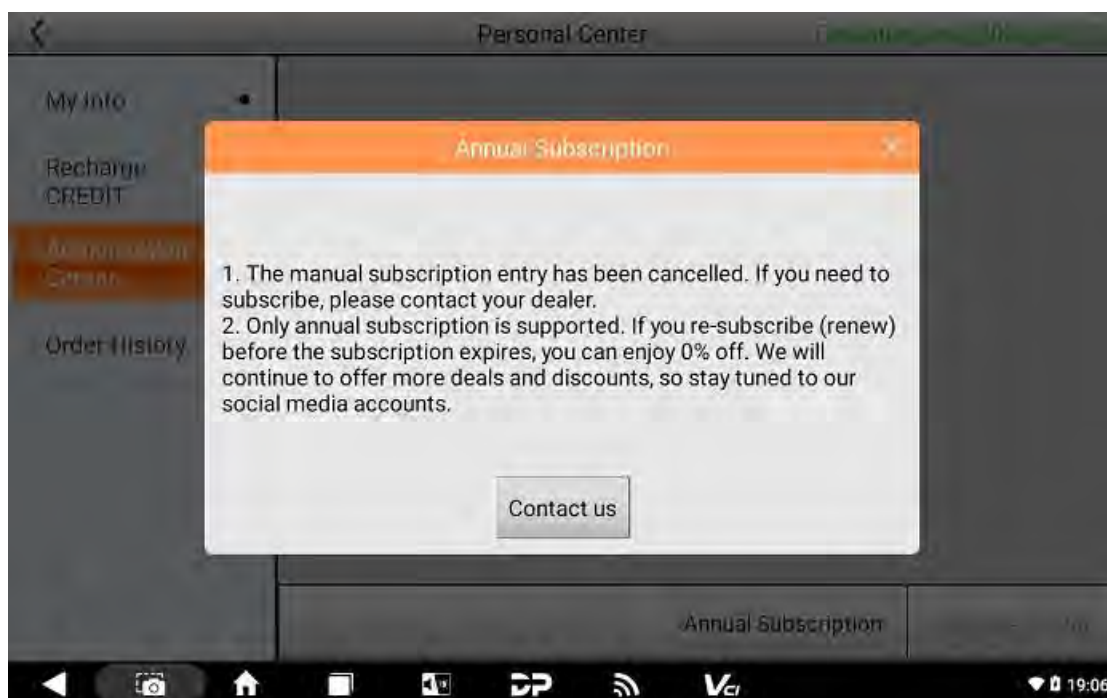 Personal Center
My Info
Recharge
CREDIT
Order History
Annual Subscription
1. The manual subscription entry has been cancelled. If you need to
subscribe, please contact your dealer.
2. Only annual subscription is supported. If you re-subscribe (renew)
before the subscription expires, you can enjoy 0% off. We will
continue to offer more deals and discounts, so stay tuned to our
social media accounts.
Contact us
Annual Subscription
DP
VCI
19:06